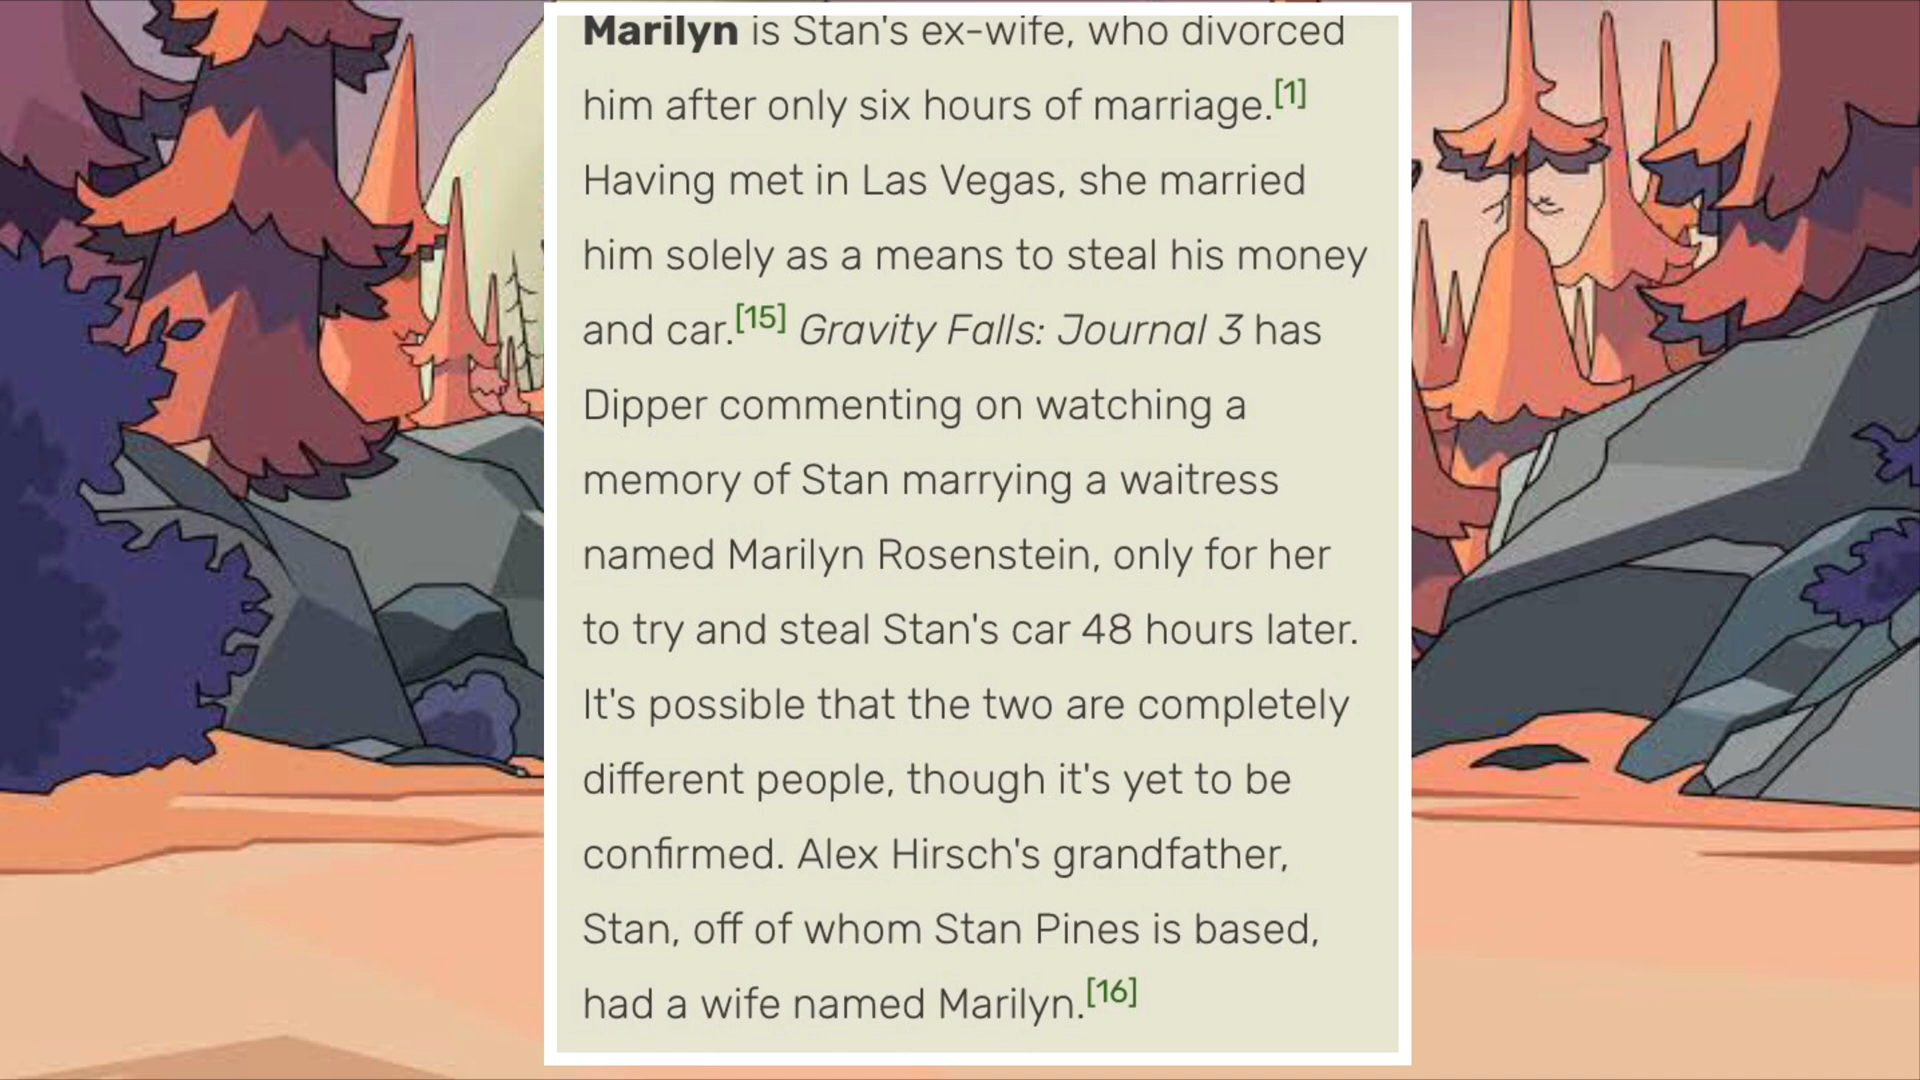 Marilyn is Stan's ex-wife, who divorced
him after only six hours of marriage.[1]
Having met in Las Vegas, she married
him solely as a means to steal his money
and car.[15] Gravity Falls: Journal 3 has
Dipper commenting on watching a
memory of Stan marrying a waitress
named Marilyn Rosenstein, only for her
to try and steal Stan's car 48 hours later.
It's possible that the two are completely
different people, though it's yet to be
confirmed. Alex Hirsch's grandfather,
Stan, off of whom Stan Pines is based,
had a wife named Marilyn.[16]